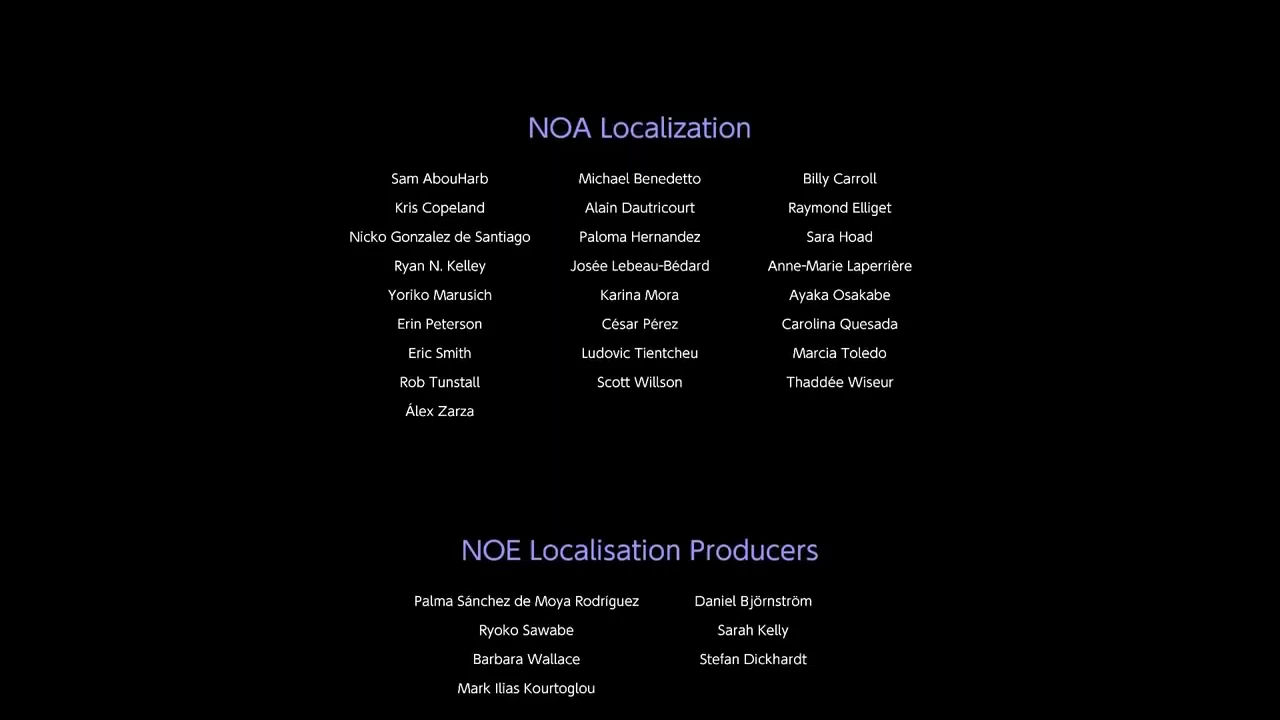 NOA Localization
Sam AbouHarb Michael Benedetto Billy Carroll
Kris Copeland Alain Dautricourt Raymond Elliget
Nicko Gonzalez de Santiago Paloma Hernandez Sara Hoad
Ryan N. Kelley Josée Lebeau-Bédard Anne-Marie Laperrière
Yoriko Marusich Karina Mora Ayaka Osakabe
Erin Peterson César Pérez Carolina Quesada
Eric Smith Ludovic Tientcheu Marcia Toledo
Rob Tunstall Scott Willson Thaddée Wiseur
Álex Zarza
NOE Localisation Producers
Palma Sánchez de Moya Rodríguez Daniel Björnström
Ryoko Sawabe Sarah Kelly
Barbara Wallace Stefan Dickhardt
Mark Ilias Kourtoglou